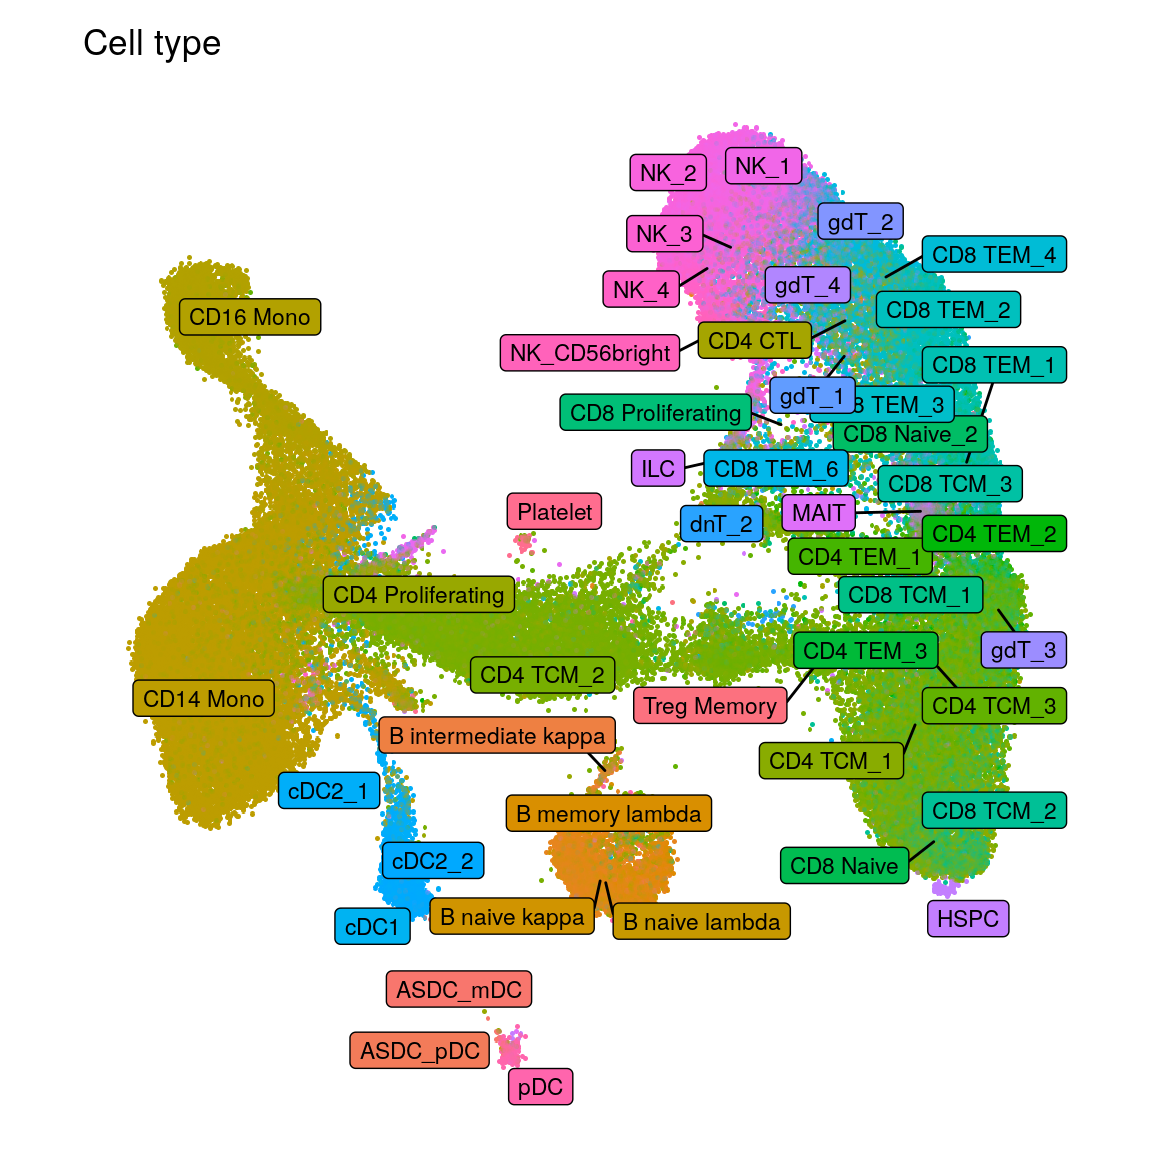 Cell type
NK_1
NK_2
gdT_2
NK_3
CD8 TEM_4
gdT_4
NK_4
CD8 TEM_2
CD16 Mono
CD4 CTL
NK_CD56bright
CD8 TEM_1
gdT_1
8 TEM_3
CD8 Proliferating
CD8 Naive_2
ILC
CD8 TEM_6
CD8 TCM_3
Platelet
MAIT
dnT_2
CD4 TEM_2
CD4 TEM_1
CD4 Proliferating
CD8 TCM_1
CD4 TEM_3
gdT_3
CD4 TCM_2
CD14 Mono
Treg Memory
CD4 TCM_3
B intermediate kappa
CD4 TCM_1
cDC2_1
B memory lambda
CD8 TCM_2
cDC2_2
CD8 Naive
B naive kappa
B naive lambda
HSPC
cDC1
ASDC_mDC
ASDC_pDC
pDC